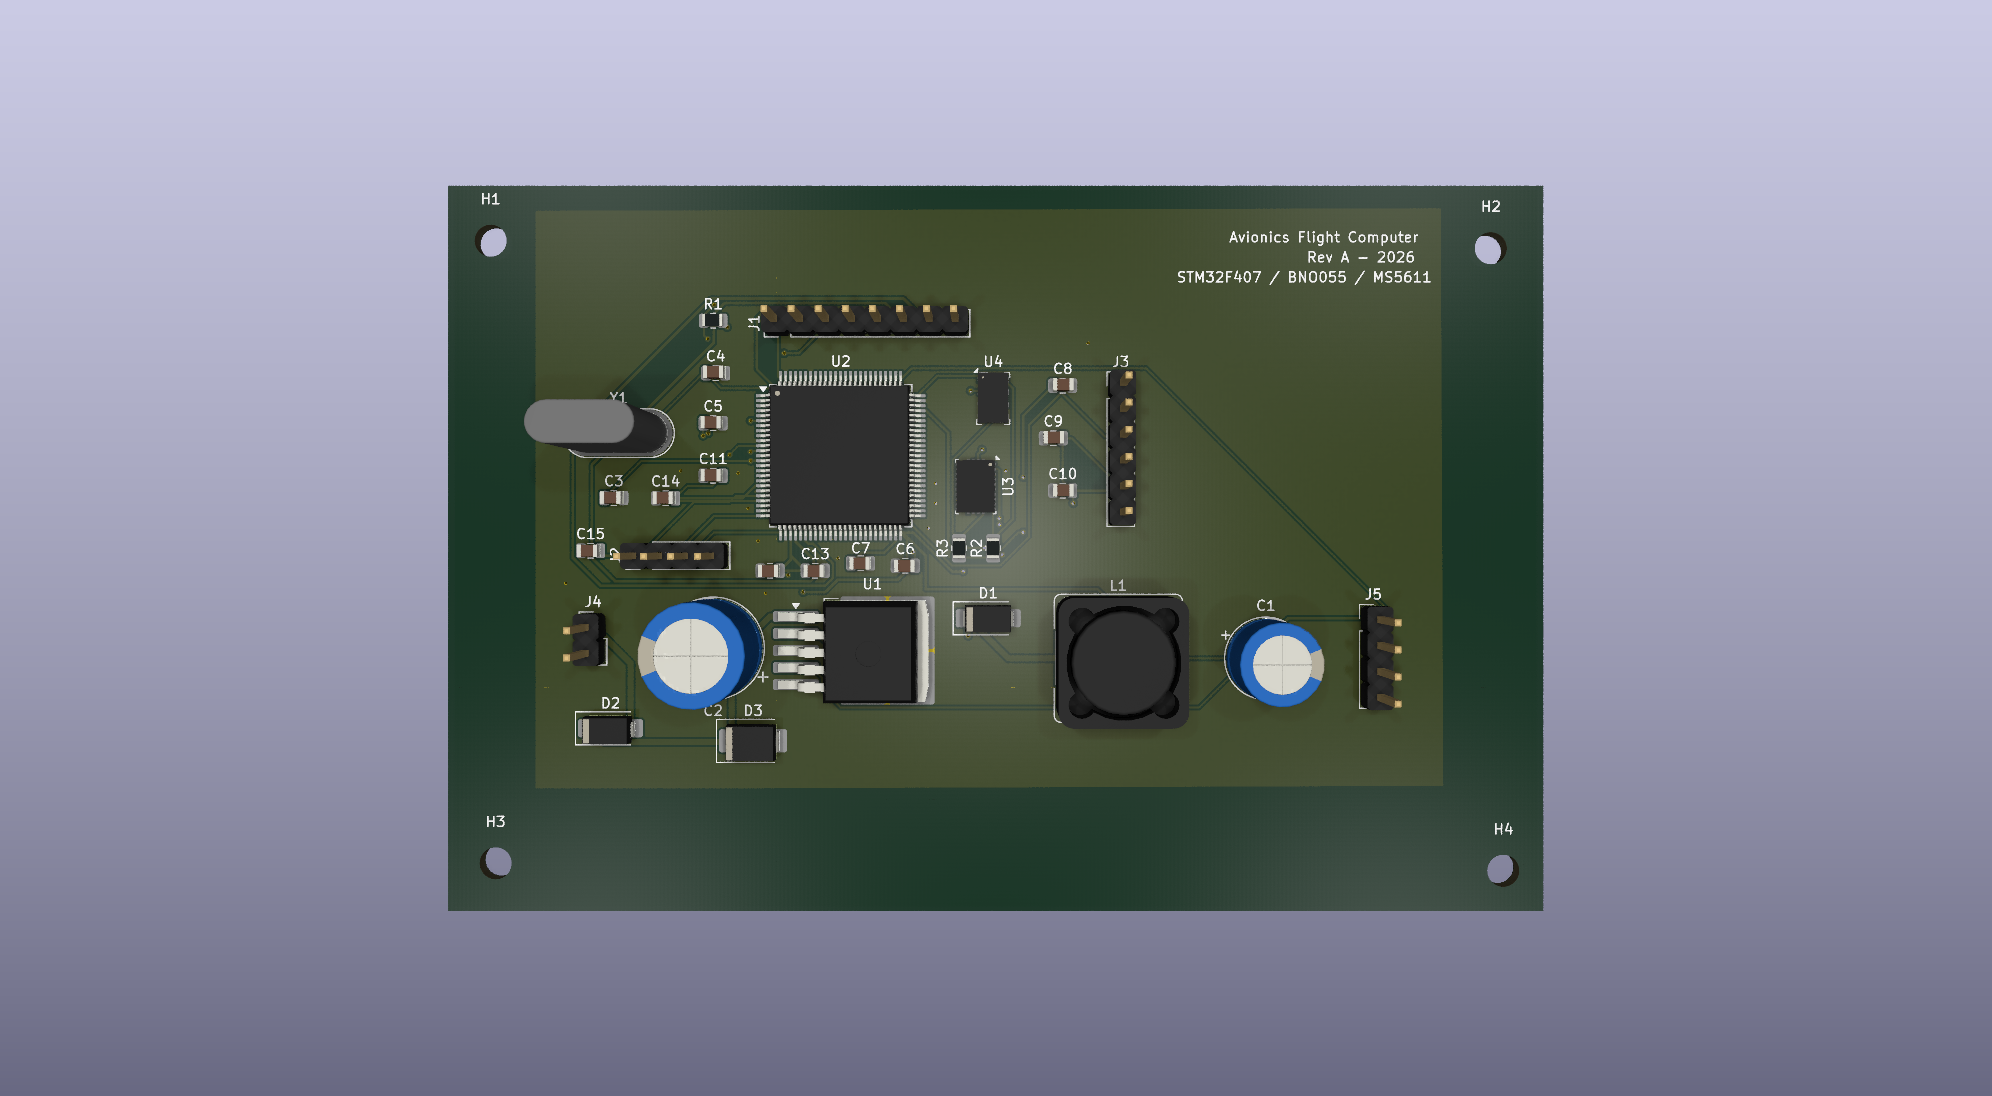 H1
H2
Avionics Flight Computer
Rev A - 2026
STM32F407 / BNO055 / MS5611
R1
J1
C4
U2
U4
C8
J3
Y1
C5
C9
C11
C3
C14
U3
C10
C15
J2
C13
C7
C6
R3
R2
U1
D1
L1
J4
J5
C1
+
+
D2
C2
D3
H3
H4